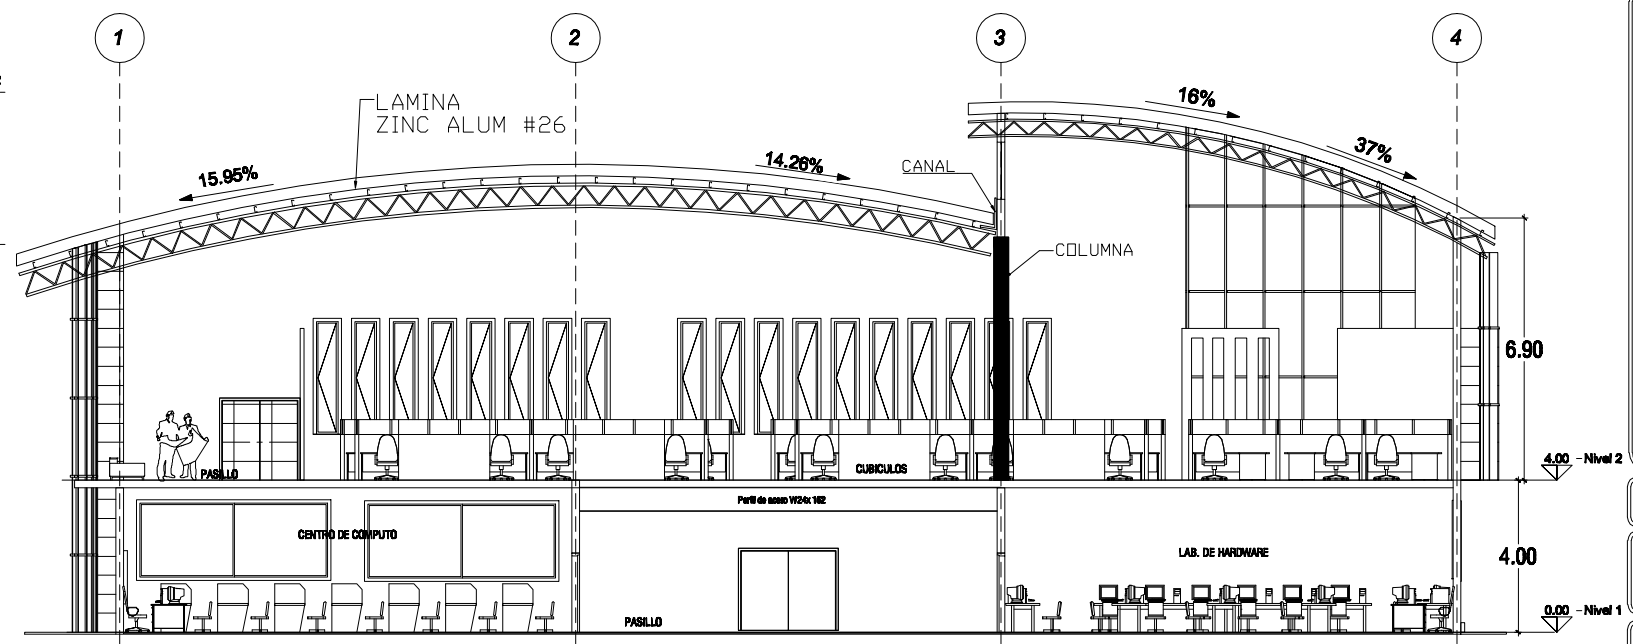 1
2
3
4
LAMINA
ZINC ALUM #26
16%
37%
15.95%
14.26%
CANAL
COLUMNA
6.90
PASILLO
CUBICULOS
4.00 - Nivel 2
Perfil de acero W24x 162
CENTRO DE COMPUTO
LAB. DE HARDWARE
4.00
PASILLO
0.00 - Nivel 1